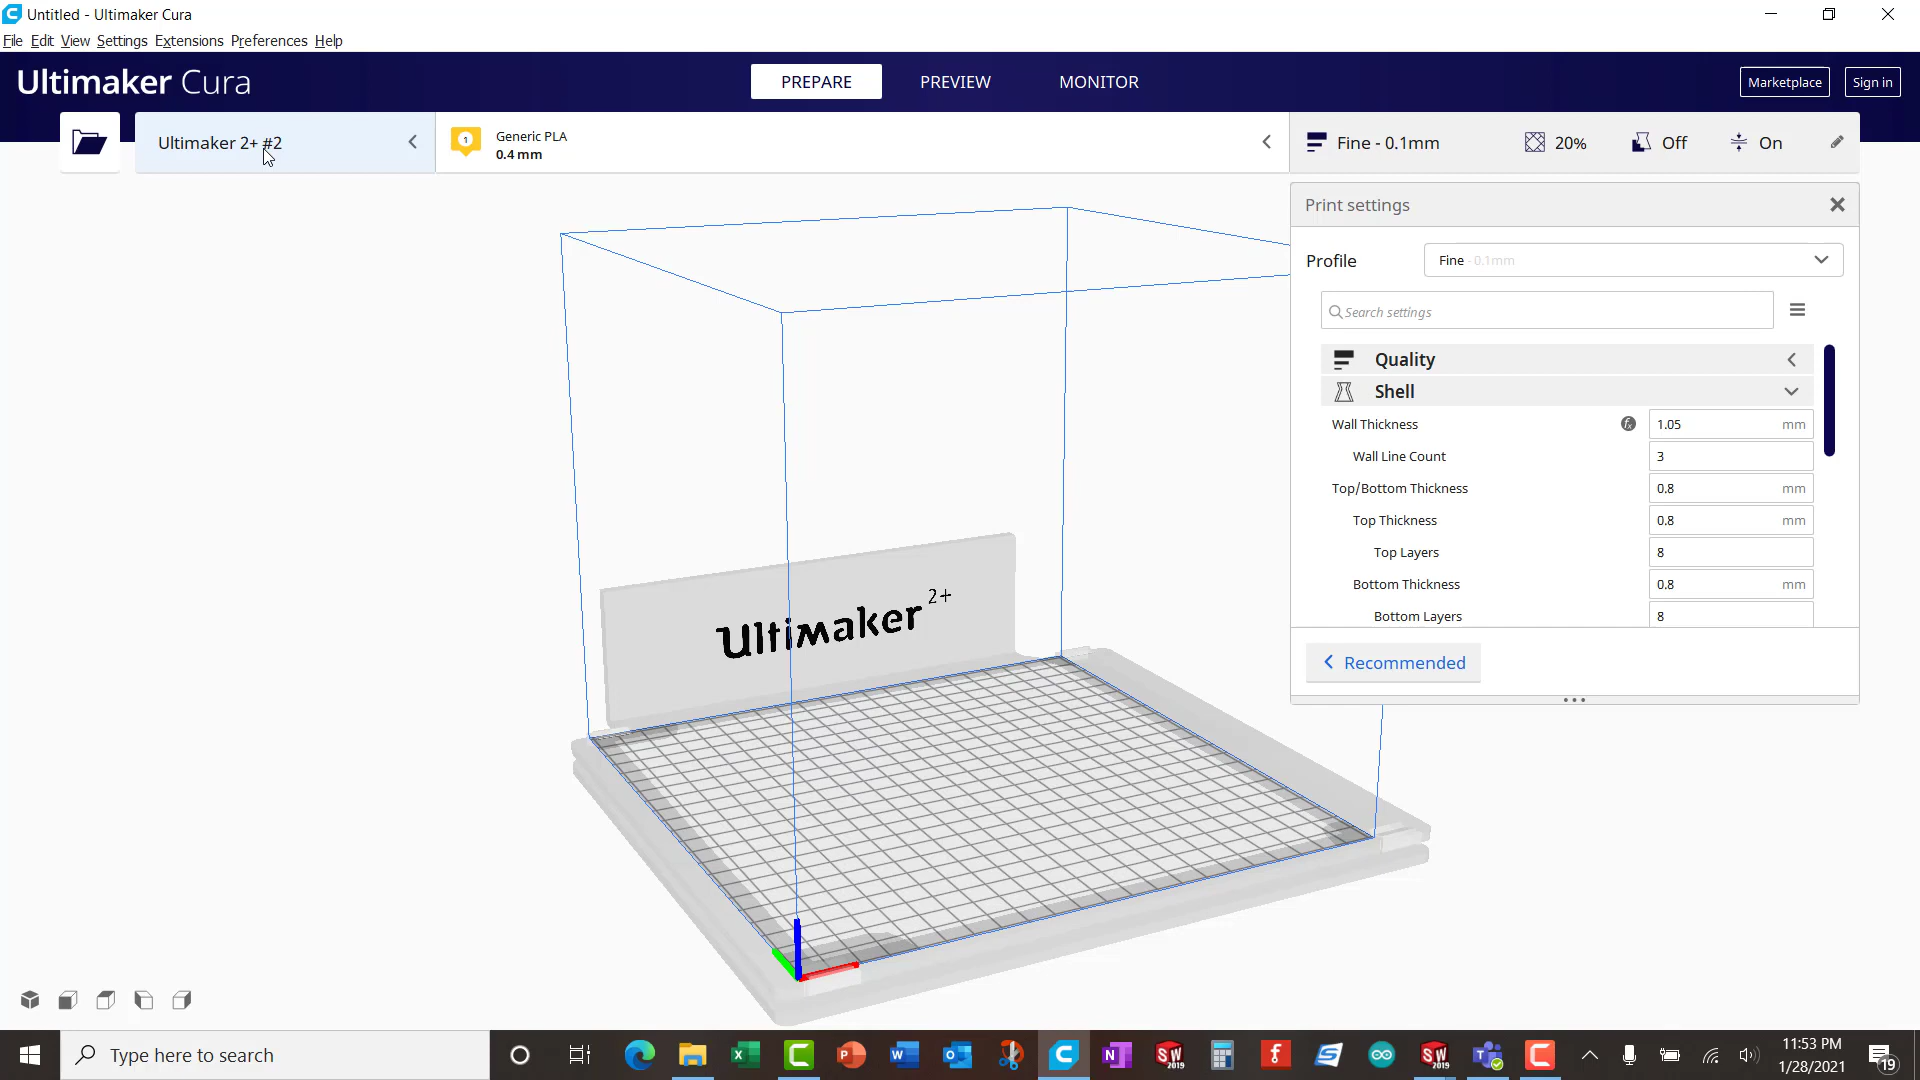 Untitled - Ultimaker Cura
File Edit View Settings Extensions Preferences Help
Ultimaker Cura
PREPARE
PREVIEW
MONITOR
Marketplace
Sign in
Ultimaker 2+ #2
1
Generic PLA
0.4 mm
Fine - 0.1mm
20%
Off
On
Print settings
Profile
Fine - 0.1mm
Search settings
Quality
Shell
Wall Thickness 1.05 mm
Wall Line Count 3
Top/Bottom Thickness 0.8 mm
Top Thickness 0.8 mm
Top Layers 8
Bottom Thickness 0.8 mm
Bottom Layers 8
Recommended
Ultimaker 2+
Type here to search
11:53 PM
1/28/2021
19